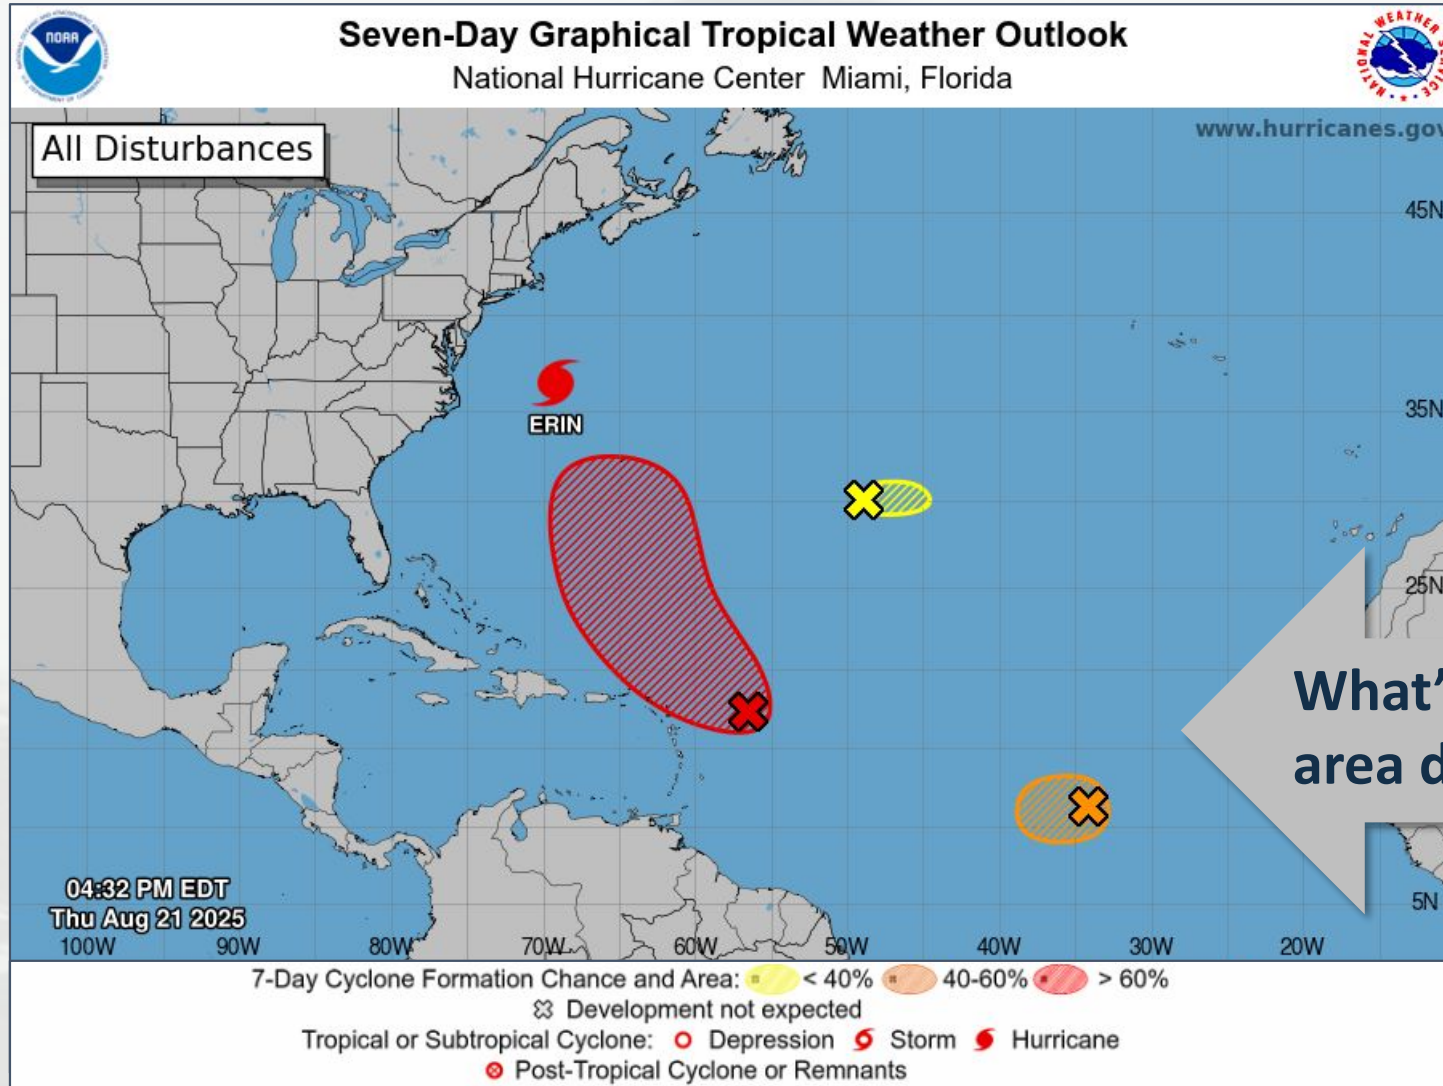 Seven-Day Graphical Tropical Weather Outlook
National Hurricane Center Miami, Florida
NOAA
All Disturbances
www.hurricanes.gov
45N
ERIN
35N
25N
What'
area d
5N
04:32 PM EDT
Thu Aug 21 2025
100W 90W 80W 70W 60W 50W 40W 30W 20W
7-Day Cyclone Formation Chance and Area: < 40% 40-60% > 60%
Development not expected
Tropical or Subtropical Cyclone: Depression Storm Hurricane
Post-Tropical Cyclone or Remnants